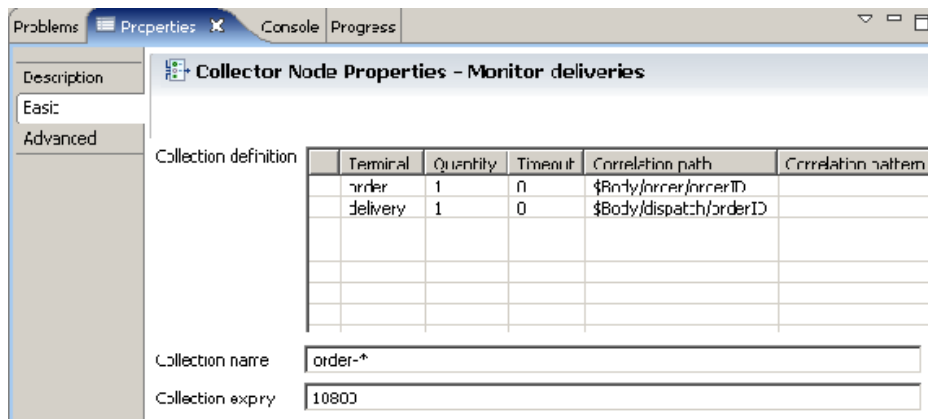 Problems Properties Console Progress
Collector Node Properties - Monitor deliveries
Description
Basic
Advanced
Collection definition
Terminal Quantity Timeout Correlation path Correlation pattern
order 1 0 $Body/order/orderID
delivery 1 0 $Body/dispatch/orderID
Collection name order-*
Collection expiry 10800